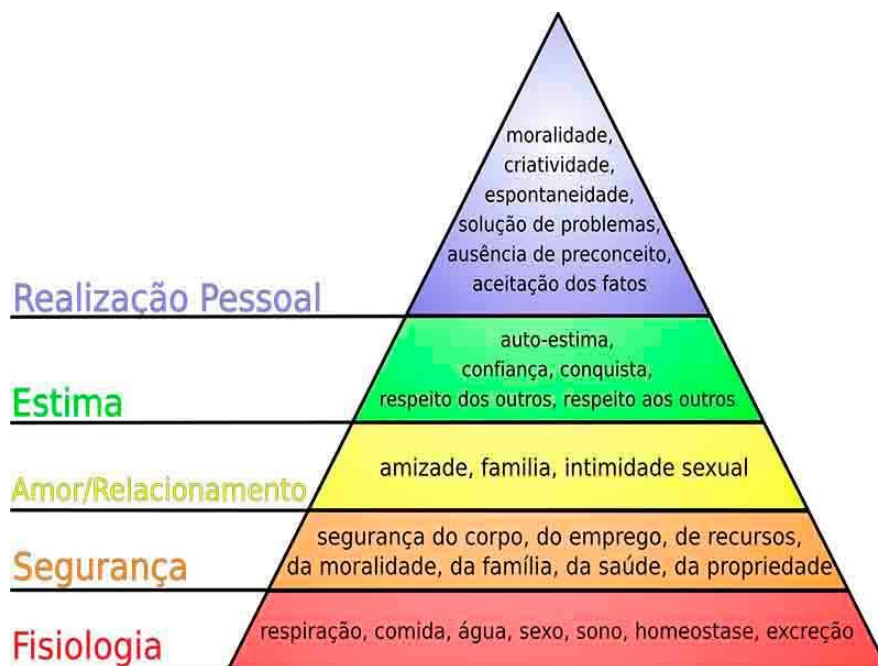 moralidade,
criatividade,
espontaneidade,
solução de problemas,
ausência de preconceito,
aceitação dos fatos
Realização Pessoal
auto-estima,
confiança, conquista,
respeito dos outros, respeito aos outros
Estima
amizade, familia, intimidade sexual
Amor/Relacionamento
segurança do corpo, do emprego, de recursos,
da moralidade, da família, da saúde, da propriedade
Segurança
respiração, comida, água, sexo, sono, homeostase, excreção
Fisiologia